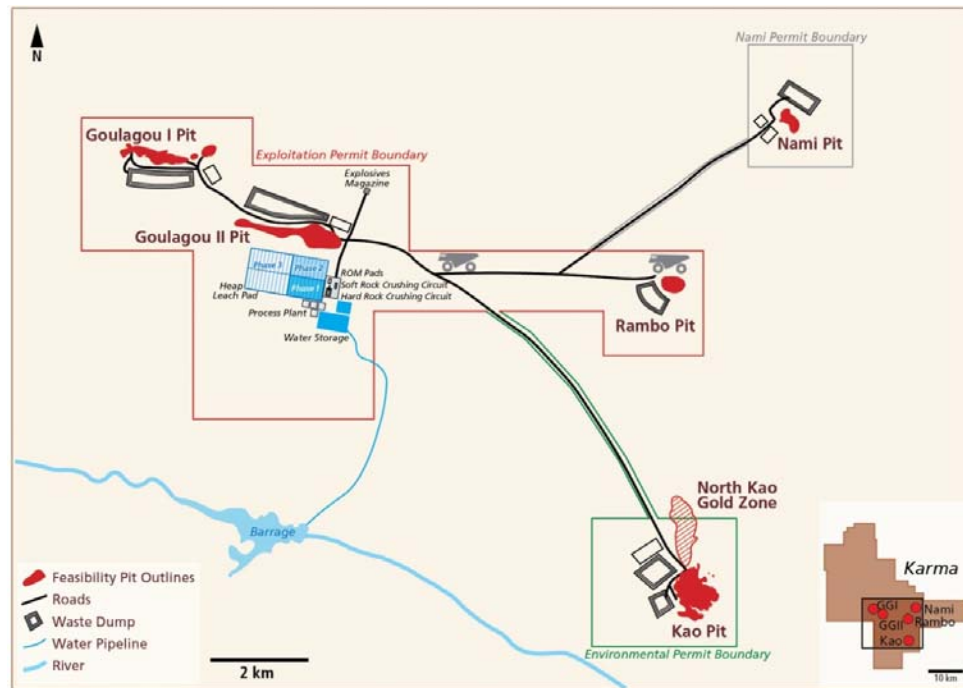 N
Nami Permit Boundary
Goulagou I Pit
Exploitation Permit Boundary
Nami Pit
Explosives
Magazine
Goulagou II Pit
Phase 3
Phase 2
Phase 1
ROM Pads
Soft Rock Crushing Circuit
Hard Rock Crushing Circuit
Heap
Leach Pad
Process Plant
Water Storage
Rambo Pit
North Kao
Gold Zone
Barrage
Kao Pit
Environmental Permit Boundary
Feasibility Pit Outlines
Roads
Waste Dump
Water Pipeline
River
2 km
Karma
GGI
Nami
GGII
Rambo
Kao
10 km